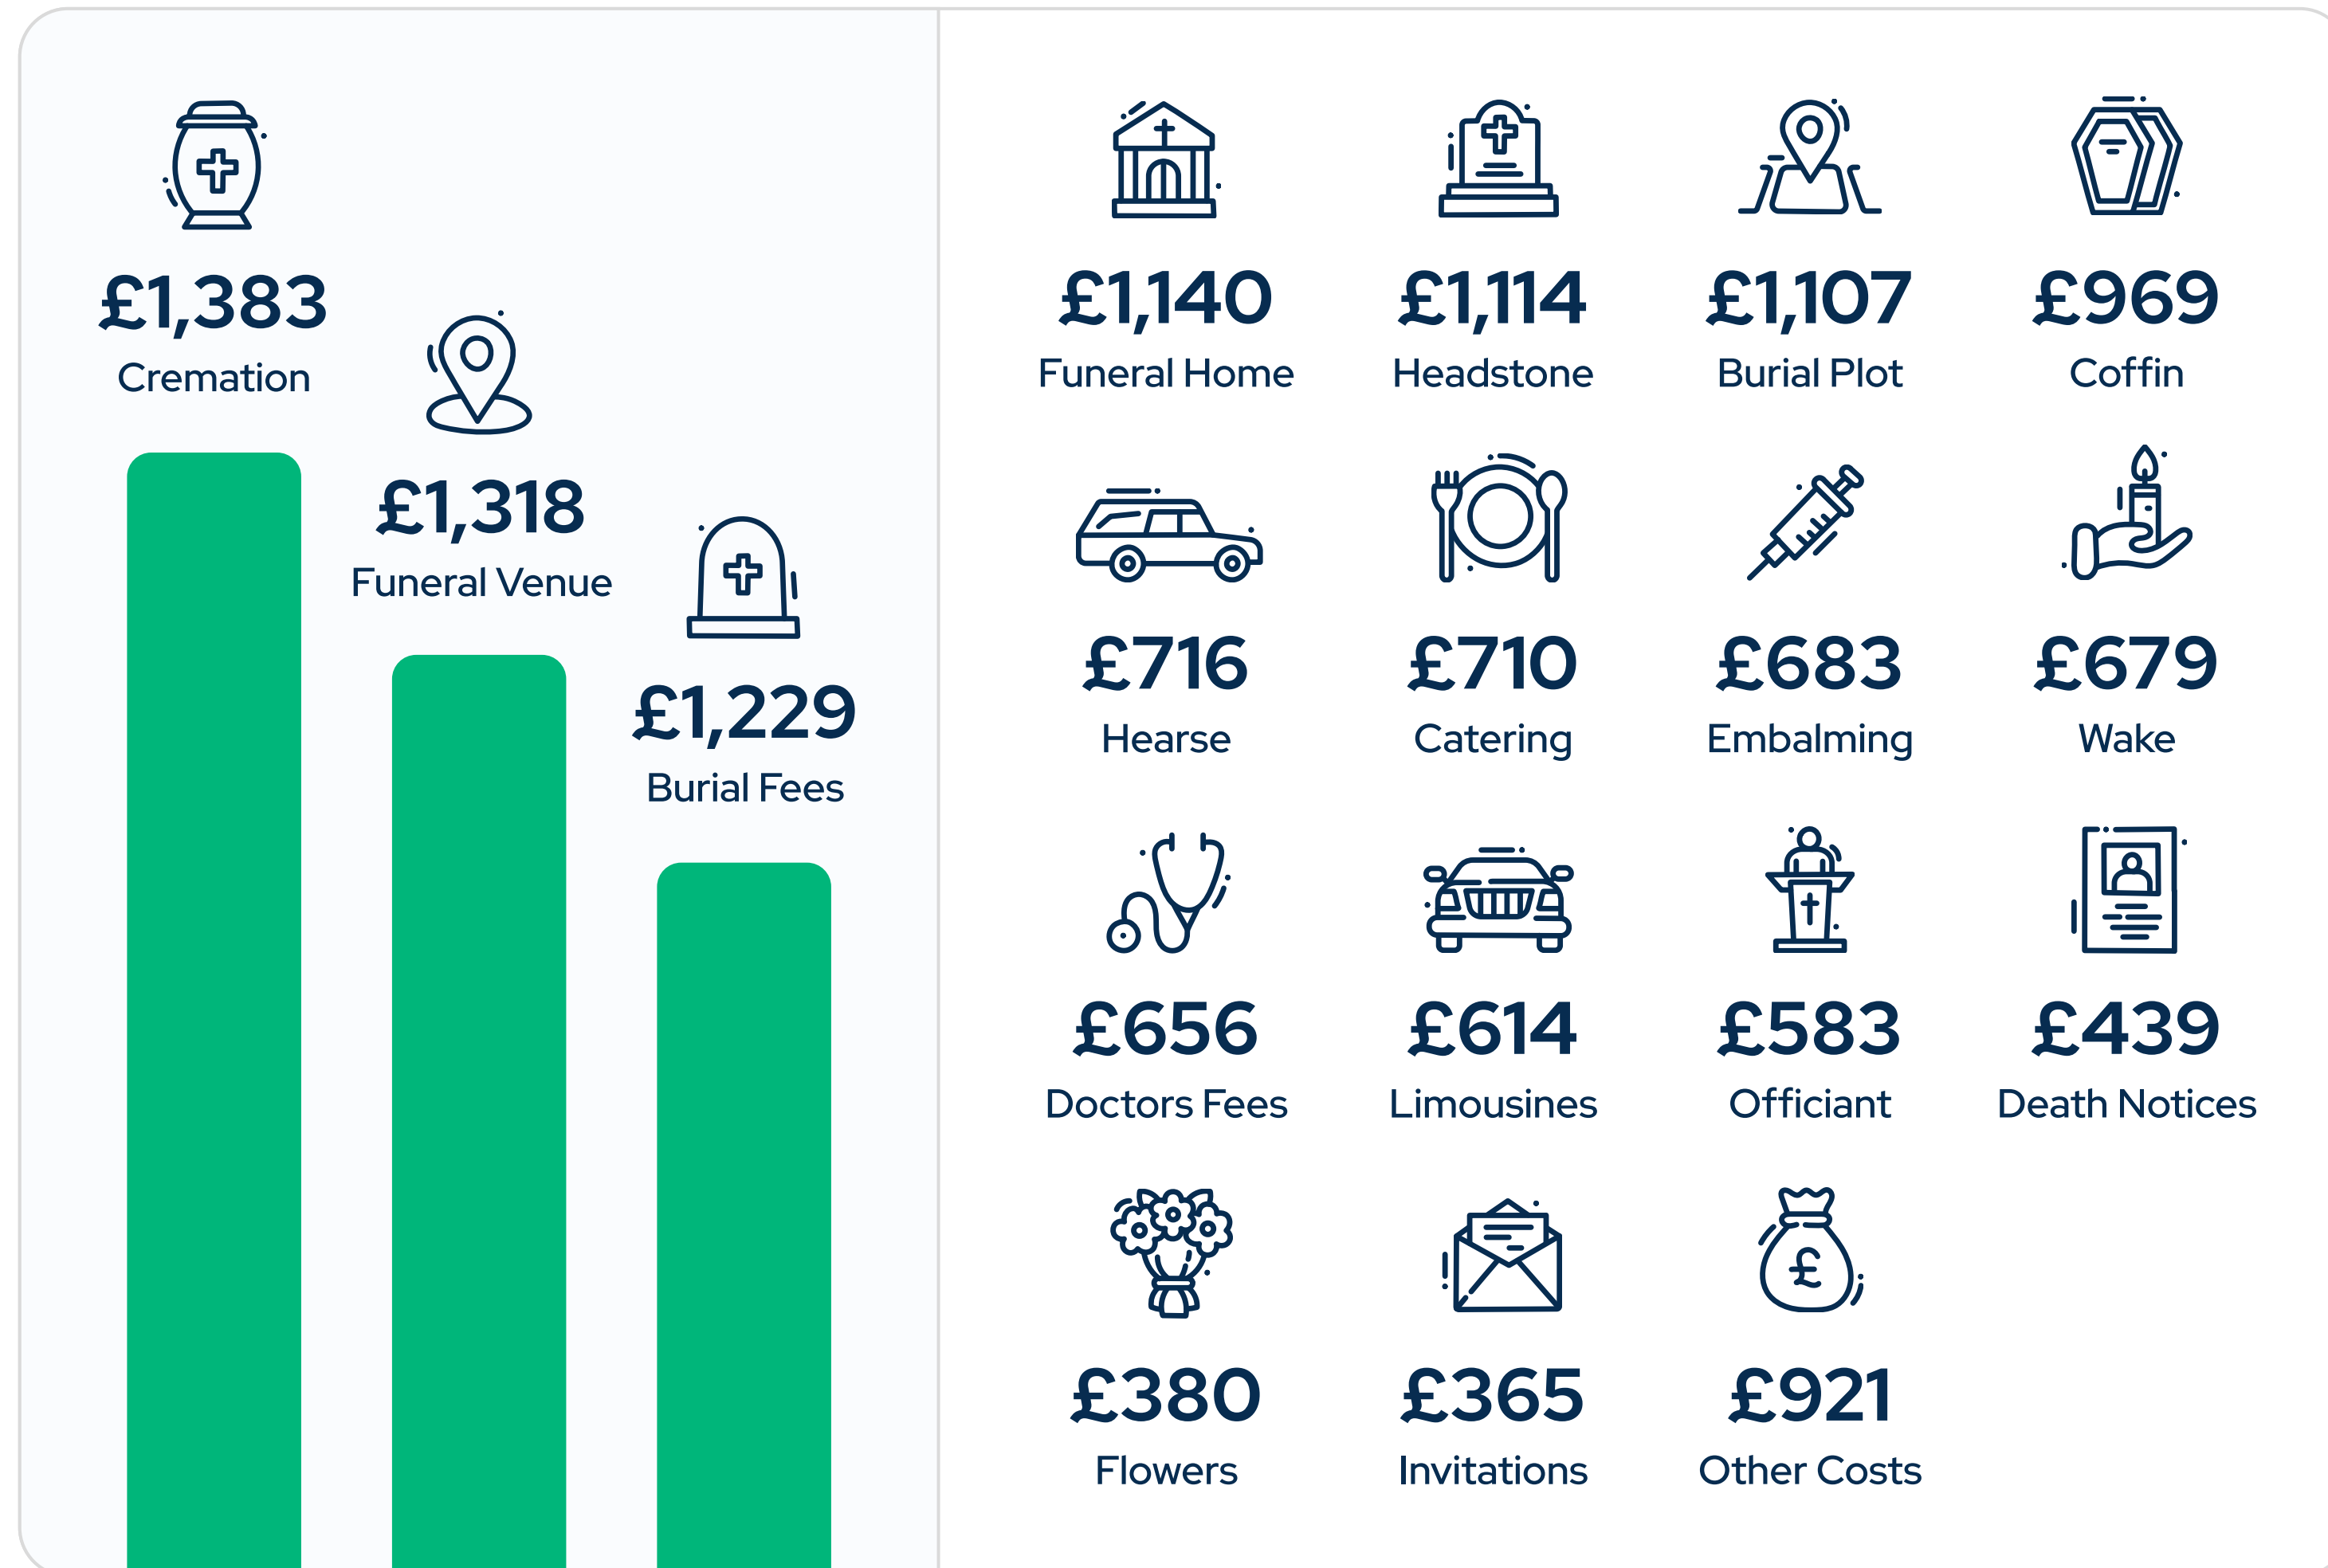 £1,383
Cremation
£1,318
Funeral Venue
£1,229
Burial Fees
£1,140
Funeral Home
£1,114
Headstone
£1,107
Burial Plot
£969
Coffin
£716
Hearse
£710
Catering
£683
Embalming
£679
Wake
£656
Doctors Fees
£614
Limousines
£583
Officiant
£439
Death Notices
£380
Flowers
£365
Invitations
£
£921
Other Costs